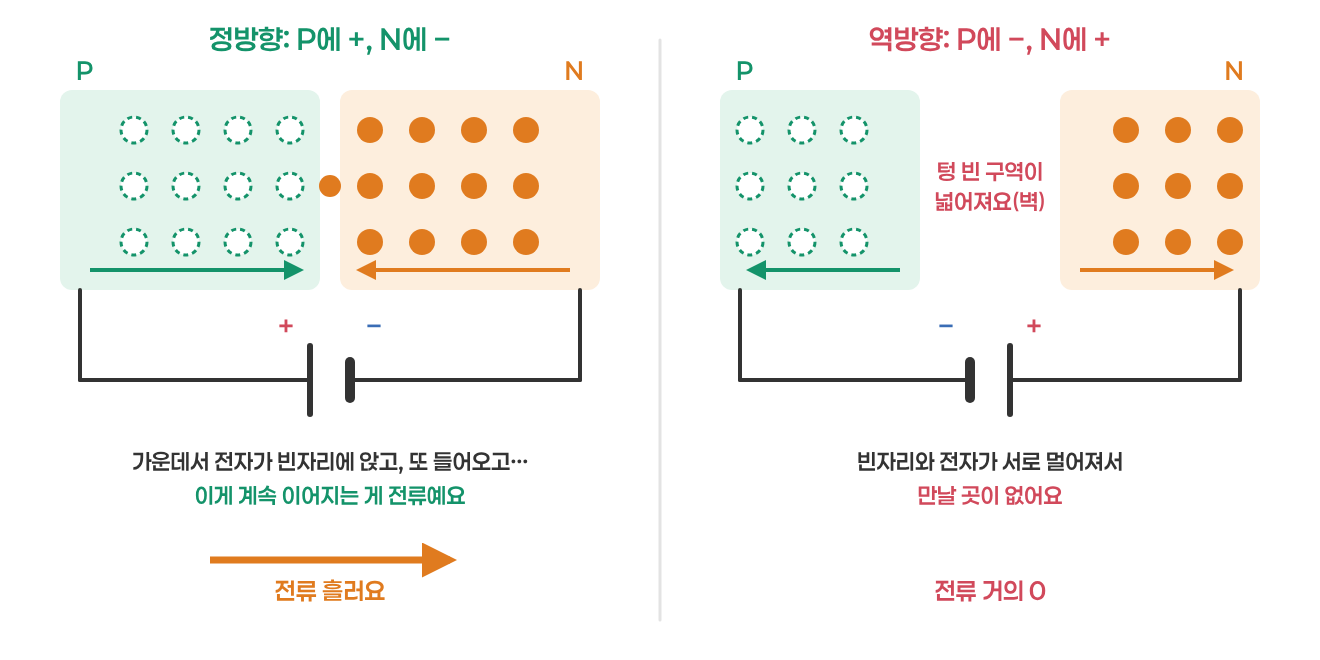 정방향: P에 +, N에 −
P
N
+
−
가운데서 전자가 빈자리에 앉고, 또 들어오고…
이게 계속 이어지는 게 전류예요
전류 흘러요
역방향: P에 −, N에 +
P
N
텅 빈 구역이
넓어져요(벽)
−
+
빈자리와 전자가 서로 멀어져서
만날 곳이 없어요
전류 거의 0